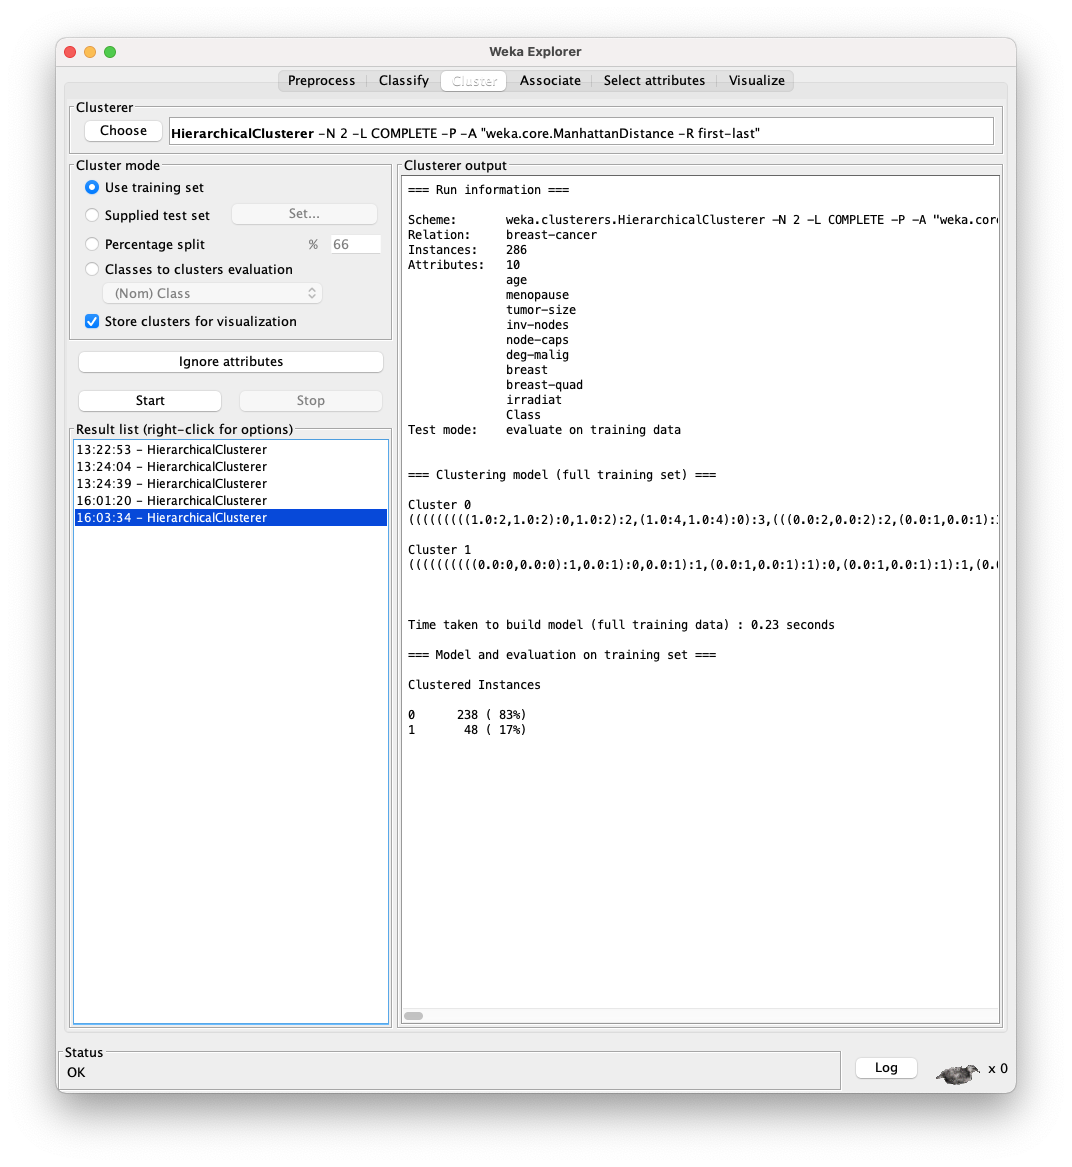 Weka Explorer
Preprocess Classify Cluster Associate Select attributes Visualize
Clusterer
Choose HierarchicalClusterer -N 2 -L COMPLETE -P -A "weka.core.ManhattanDistance -R first-last"
Cluster mode
Use training set
Supplied test set Set...
Percentage split % 66
Classes to clusters evaluation
(Nom) Class
Store clusters for visualization
Ignore attributes
Start Stop
Result list (right-click for options)
13:22:53 - HierarchicalClusterer
13:24:04 - HierarchicalClusterer
13:24:39 - HierarchicalClusterer
16:01:20 - HierarchicalClusterer
16:03:34 - HierarchicalClusterer
Clusterer output
=== Run information ===
Scheme: weka.clusterers.HierarchicalClusterer -N 2 -L COMPLETE -P -A "weka.core
Relation: breast-cancer
Instances: 286
Attributes: 10
age
menopause
tumor-size
inv-nodes
node-caps
deg-malig
breast
breast-quad
irradiat
Class
Test mode: evaluate on training data
=== Clustering model (full training set) ===
Cluster 0
(((((((((1.0:2,1.0:2):0,1.0:2):2,(1.0:4,1.0:4):0):3,(((0.0:2,0.0:2):2,(0.0:1,0.0:1):
Cluster 1
((((((((((0.0:0,0.0:0):1,0.0:1):0,0.0:1):1,(0.0:1,0.0:1):1):0,(0.0:1,0.0:1):1):1,(0.
Time taken to build model (full training data) : 0.23 seconds
=== Model and evaluation on training set ===
Clustered Instances
0 238 ( 83%)
1 48 ( 17%)
Status
OK
Log x 0